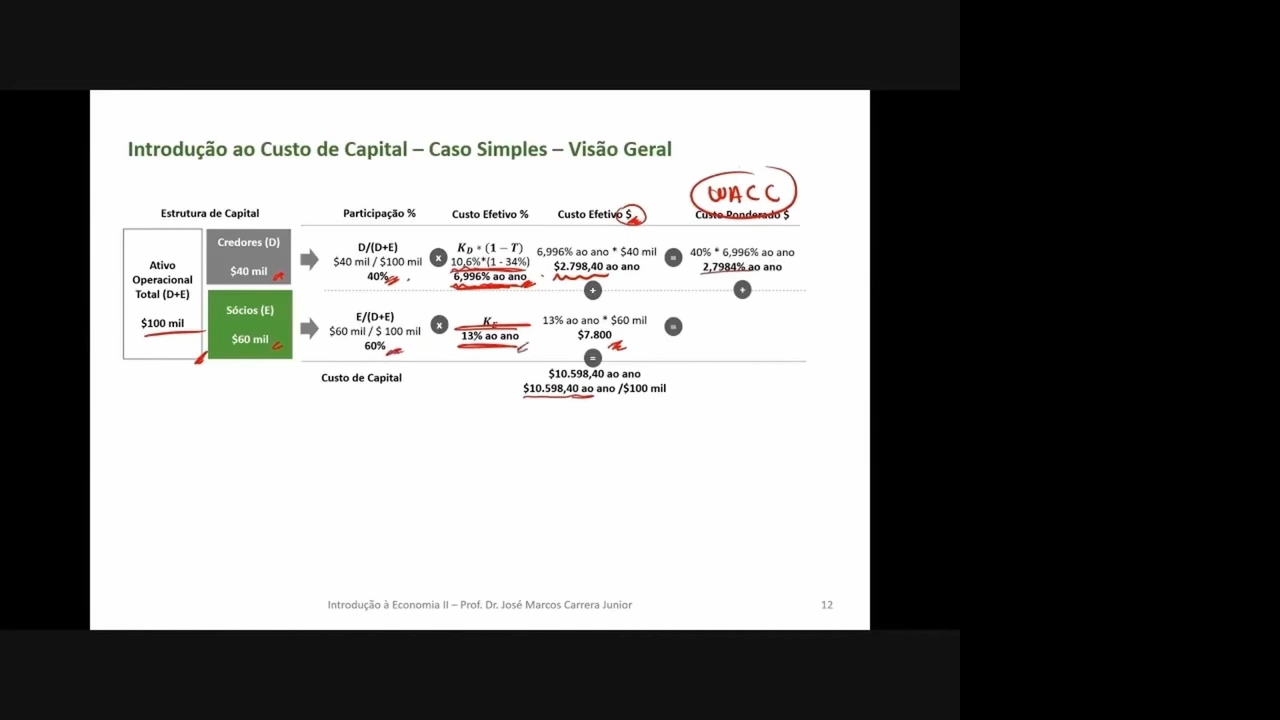 Introdução ao Custo de Capital – Caso Simples – Visão Geral
WACC
Estrutura de Capital
Participação %
Custo Efetivo %
Custo Efetivo $
Custo Ponderado $
Ativo
Operacional
Total (D+E)
$100 mil
Credores (D)
$40 mil
D/(D+E)
$40 mil / $100 mil
40%
x
K_D * (1 − T)
10,6%*(1 - 34%)
6,996% ao ano
6,996% ao ano * $40 mil
$2.798,40 ao ano
=
40% * 6,996% ao ano
2,7984% ao ano
+
+
Sócios (E)
$60 mil
E/(D+E)
$60 mil / $ 100 mil
60%
x
K
13% ao ano
13% ao ano * $60 mil
$7.800
=
=
Custo de Capital
$10.598,40 ao ano
$10.598,40 ao ano /$100 mil
Introdução à Economia II – Prof. Dr. José Marcos Carrera Junior
12